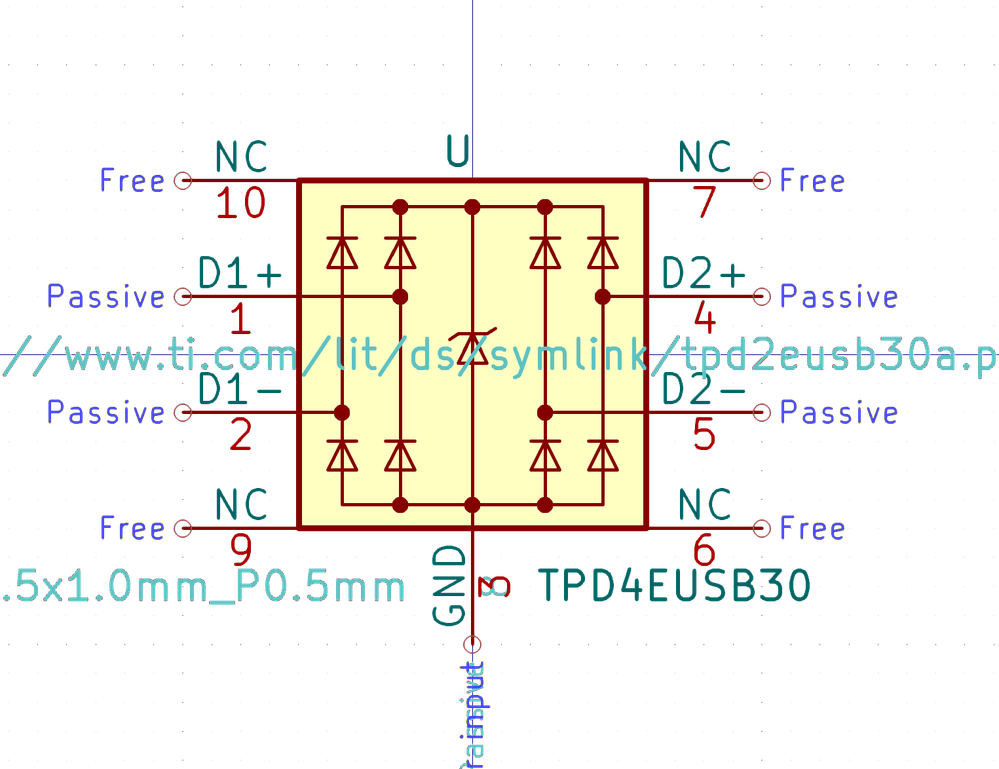 U
NC
NC
Free
Free
10
7
D1+
D2+
Passive
Passive
1
4
//www.ti.com/lit/ds/symlink/tpd2eusb30a.p
D1-
D2-
Passive
Passive
2
5
NC
NC
Free
Free
9
6
.5x1.0mm_P0.5mm
GND
3
8
TPD4EUSB30
r input
Passive